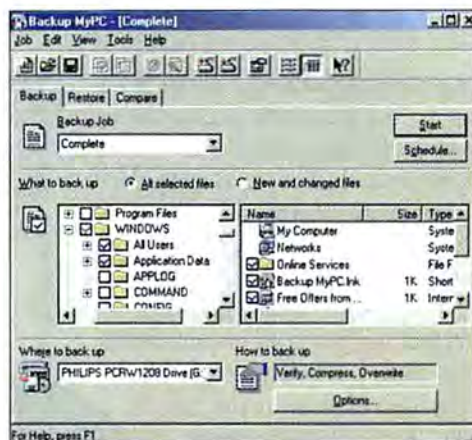 Backup MyPC - [Complete]
Job Edit View Tools Help
Backup Restore Compare
Backup Job
Complete
Start
Schedule...
What to back up
All selected files
New and changed files
Program Files
WINDOWS
All Users
Application Data
APPLOG
COMMAND
CONFIG
Name Size Type
My Computer Syste
Networks Syste
Online Services File F
Backup MyPC.lnk 1K Short
Free Offers from ... 1K Interr
Where to back up
PHILIPS PCRW1208 Drive (G:
How to back up
Verify, Compress, Overwrite
Options...
For Help, press F1